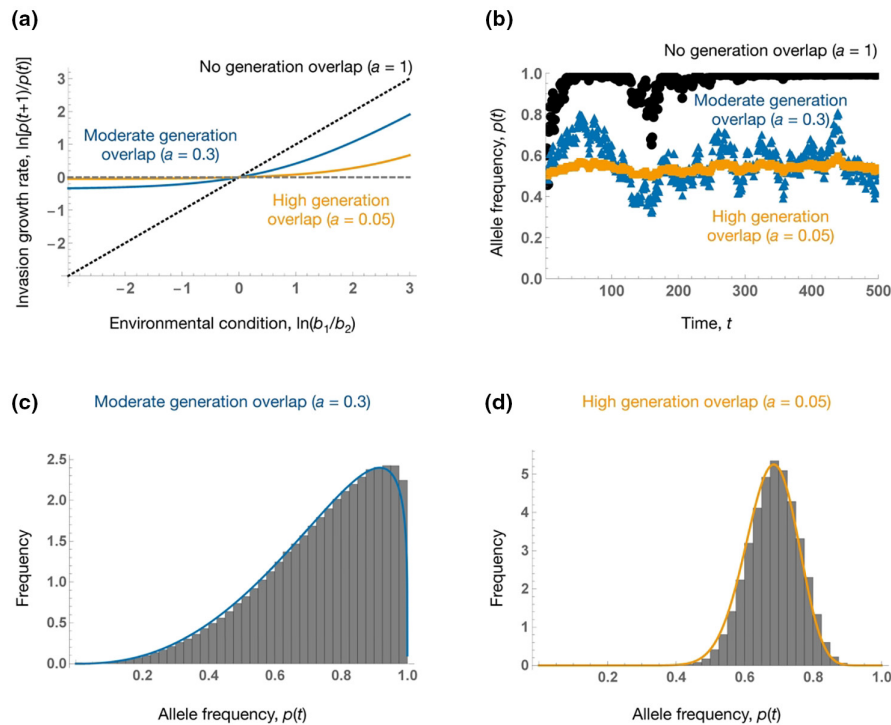 (a)
No generation overlap (a = 1)
Moderate generation
overlap (a = 0.3)
High generation
overlap (a = 0.05)
Invasion growth rate, ln[p(t+1)/p(t)]
3
2
1
0
−1
−2
−2 −1 0 1 2 3
Environmental condition, ln(b₁/b₂)
(b)
No generation overlap (a = 1)
Moderate generation
overlap (a = 0.3)
High generation
overlap (a = 0.05)
Allele frequency, p(t)
1.0
0.8
0.6
0.4
0.2
0.0
100 200 300 400 500
Time, t
(c)
Moderate generation overlap (a = 0.3)
Frequency
2.5
2.0
1.5
1.0
0.5
0.0
0.2 0.4 0.6 0.8 1.0
Allele frequency, p(t)
(d)
High generation overlap (a = 0.05)
Frequency
5
4
3
2
1
0
0.2 0.4 0.6 0.8 1.0
Allele frequency, p(t)